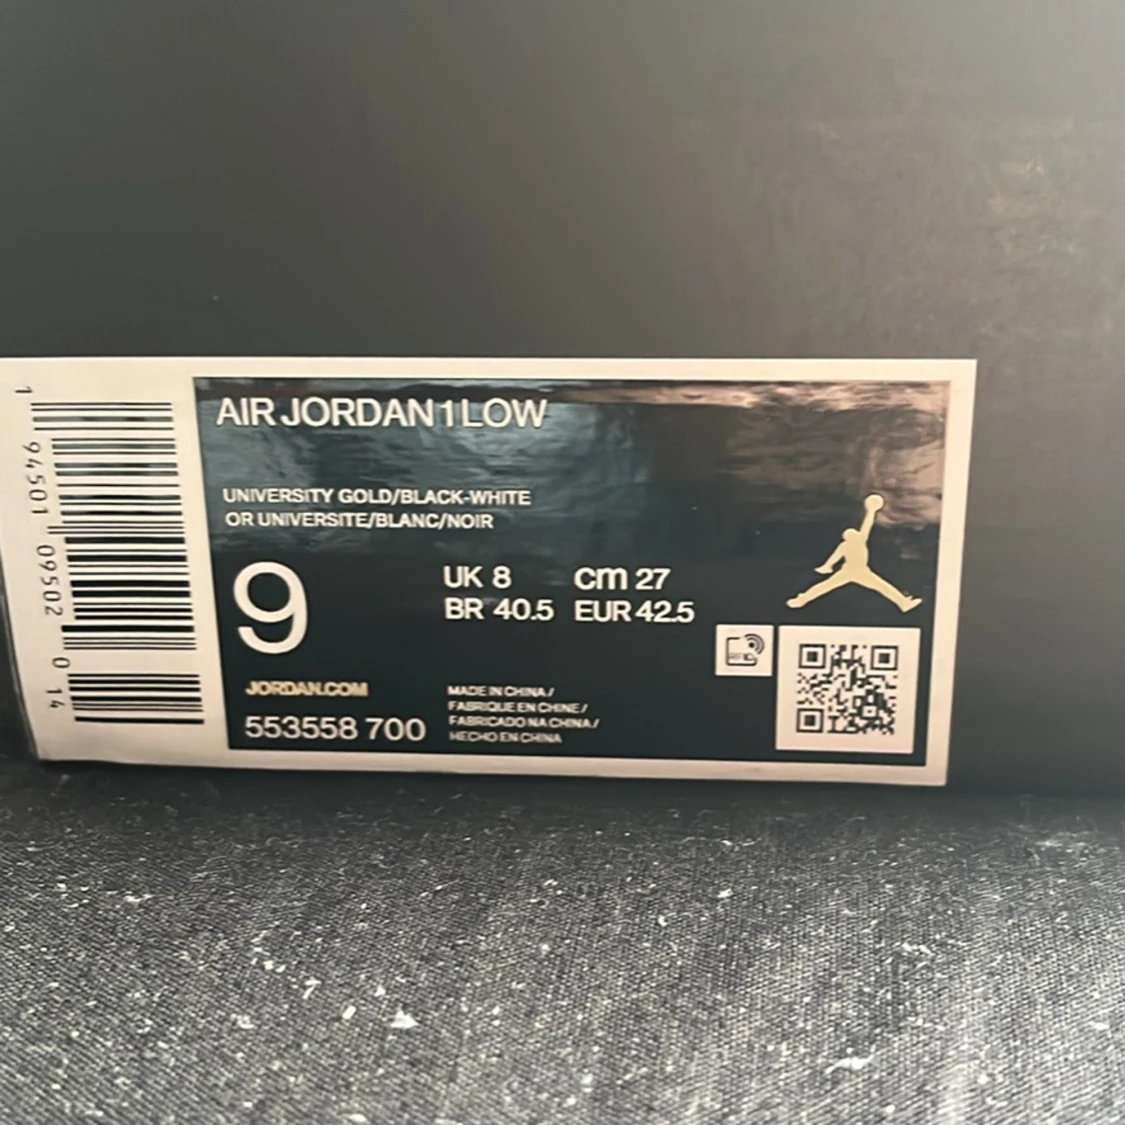 AIR JORDAN 1 LOW
UNIVERSITY GOLD/BLACK-WHITE
OR UNIVERSITE/BLANC/NOIR
9
UK 8
cm 27
BR 40.5
EUR 42.5
RFID
JORDAN.COM
553558 700
MADE IN CHINA /
FABRIQUE EN CHINE /
FABRICADO NA CHINA /
HECHO EN CHINA
1 94501 09502 0 14